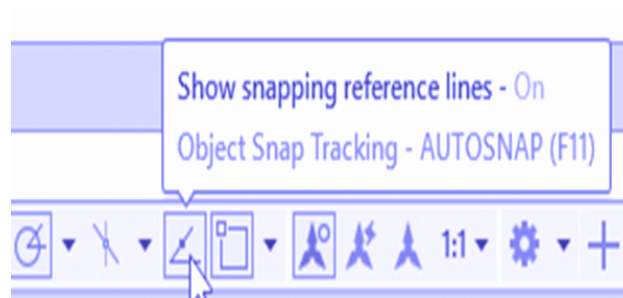 Show snapping reference lines - On
Object Snap Tracking - AUTOSNAP (F11)
1:1